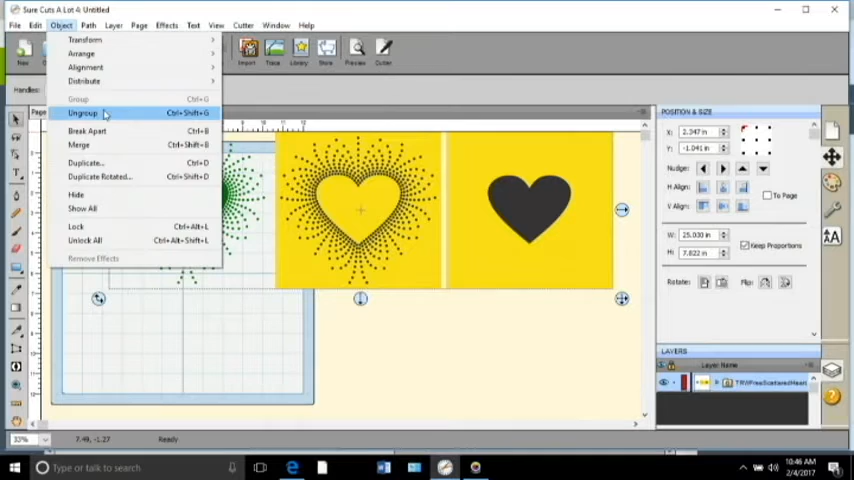 Sure Cuts A Lot 4: Untitled
File Edit Object Path Layer Page Effects Text View Cutter Window Help
New Import Trace Library Store Preview Cutter
Handles:
Transform
Arrange
Alignment
Distribute
Group Ctrl+G
Ungroup Ctrl+Shift+G
Break Apart Ctrl+B
Merge Ctrl+Shift+B
Duplicate... Ctrl+D
Duplicate Rotated... Ctrl+Shift+D
Hide
Show All
Lock Ctrl+Alt+L
Unlock All Ctrl+Alt+Shift+L
Remove Effects
Page
POSITION & SIZE
X: 2.347 in
Y: -1.041 in
Nudge:
H Align:
To Page
V Align:
W: 25.030 in
Keep Proportions
H: 7.822 in
Rotate: Flip:
LAYERS
Layer Name
TRWFreeScatteredHeart
33% 7.49, -1.27 Ready
Type or talk to search
10:46 AM
2/4/2017